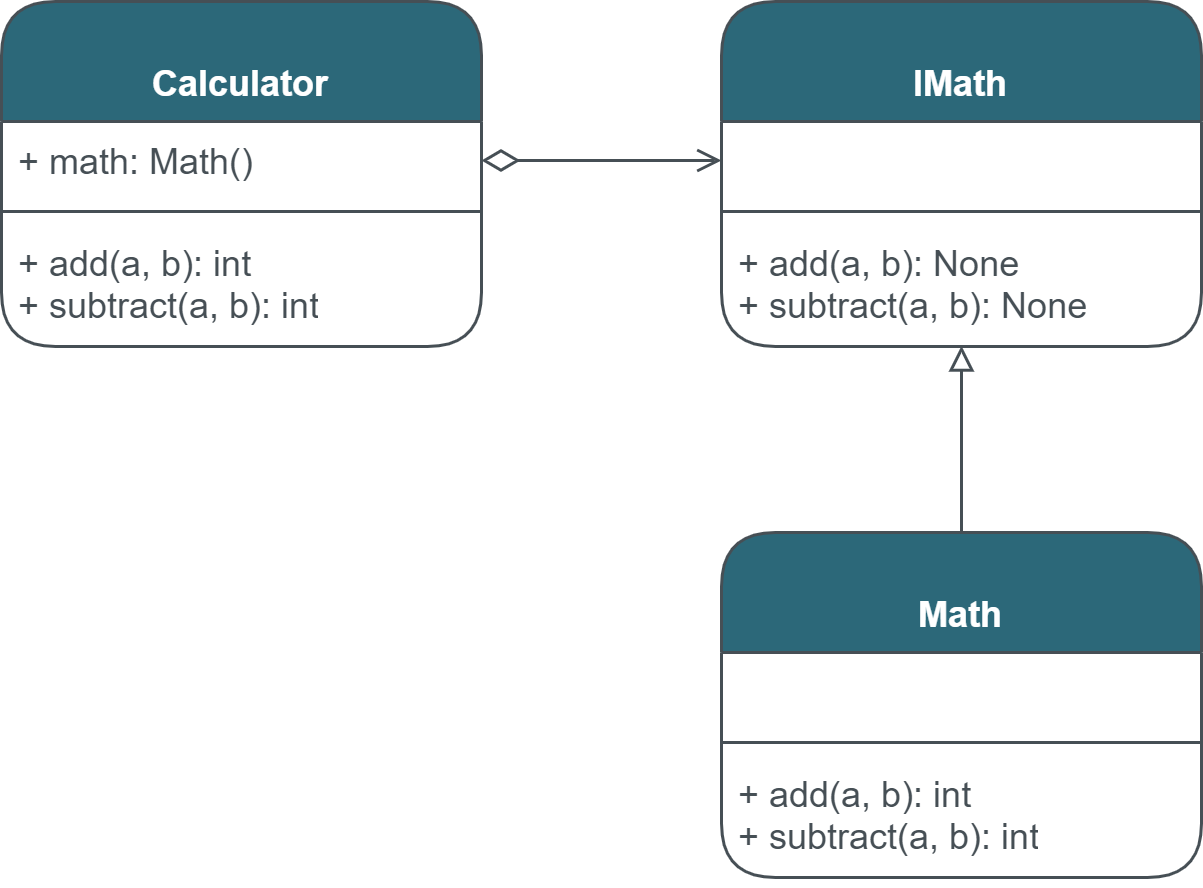 Calculator
+ math: Math()
+ add(a, b): int
+ subtract(a, b): int
IMath
+ add(a, b): None
+ subtract(a, b): None
Math
+ add(a, b): int
+ subtract(a, b): int